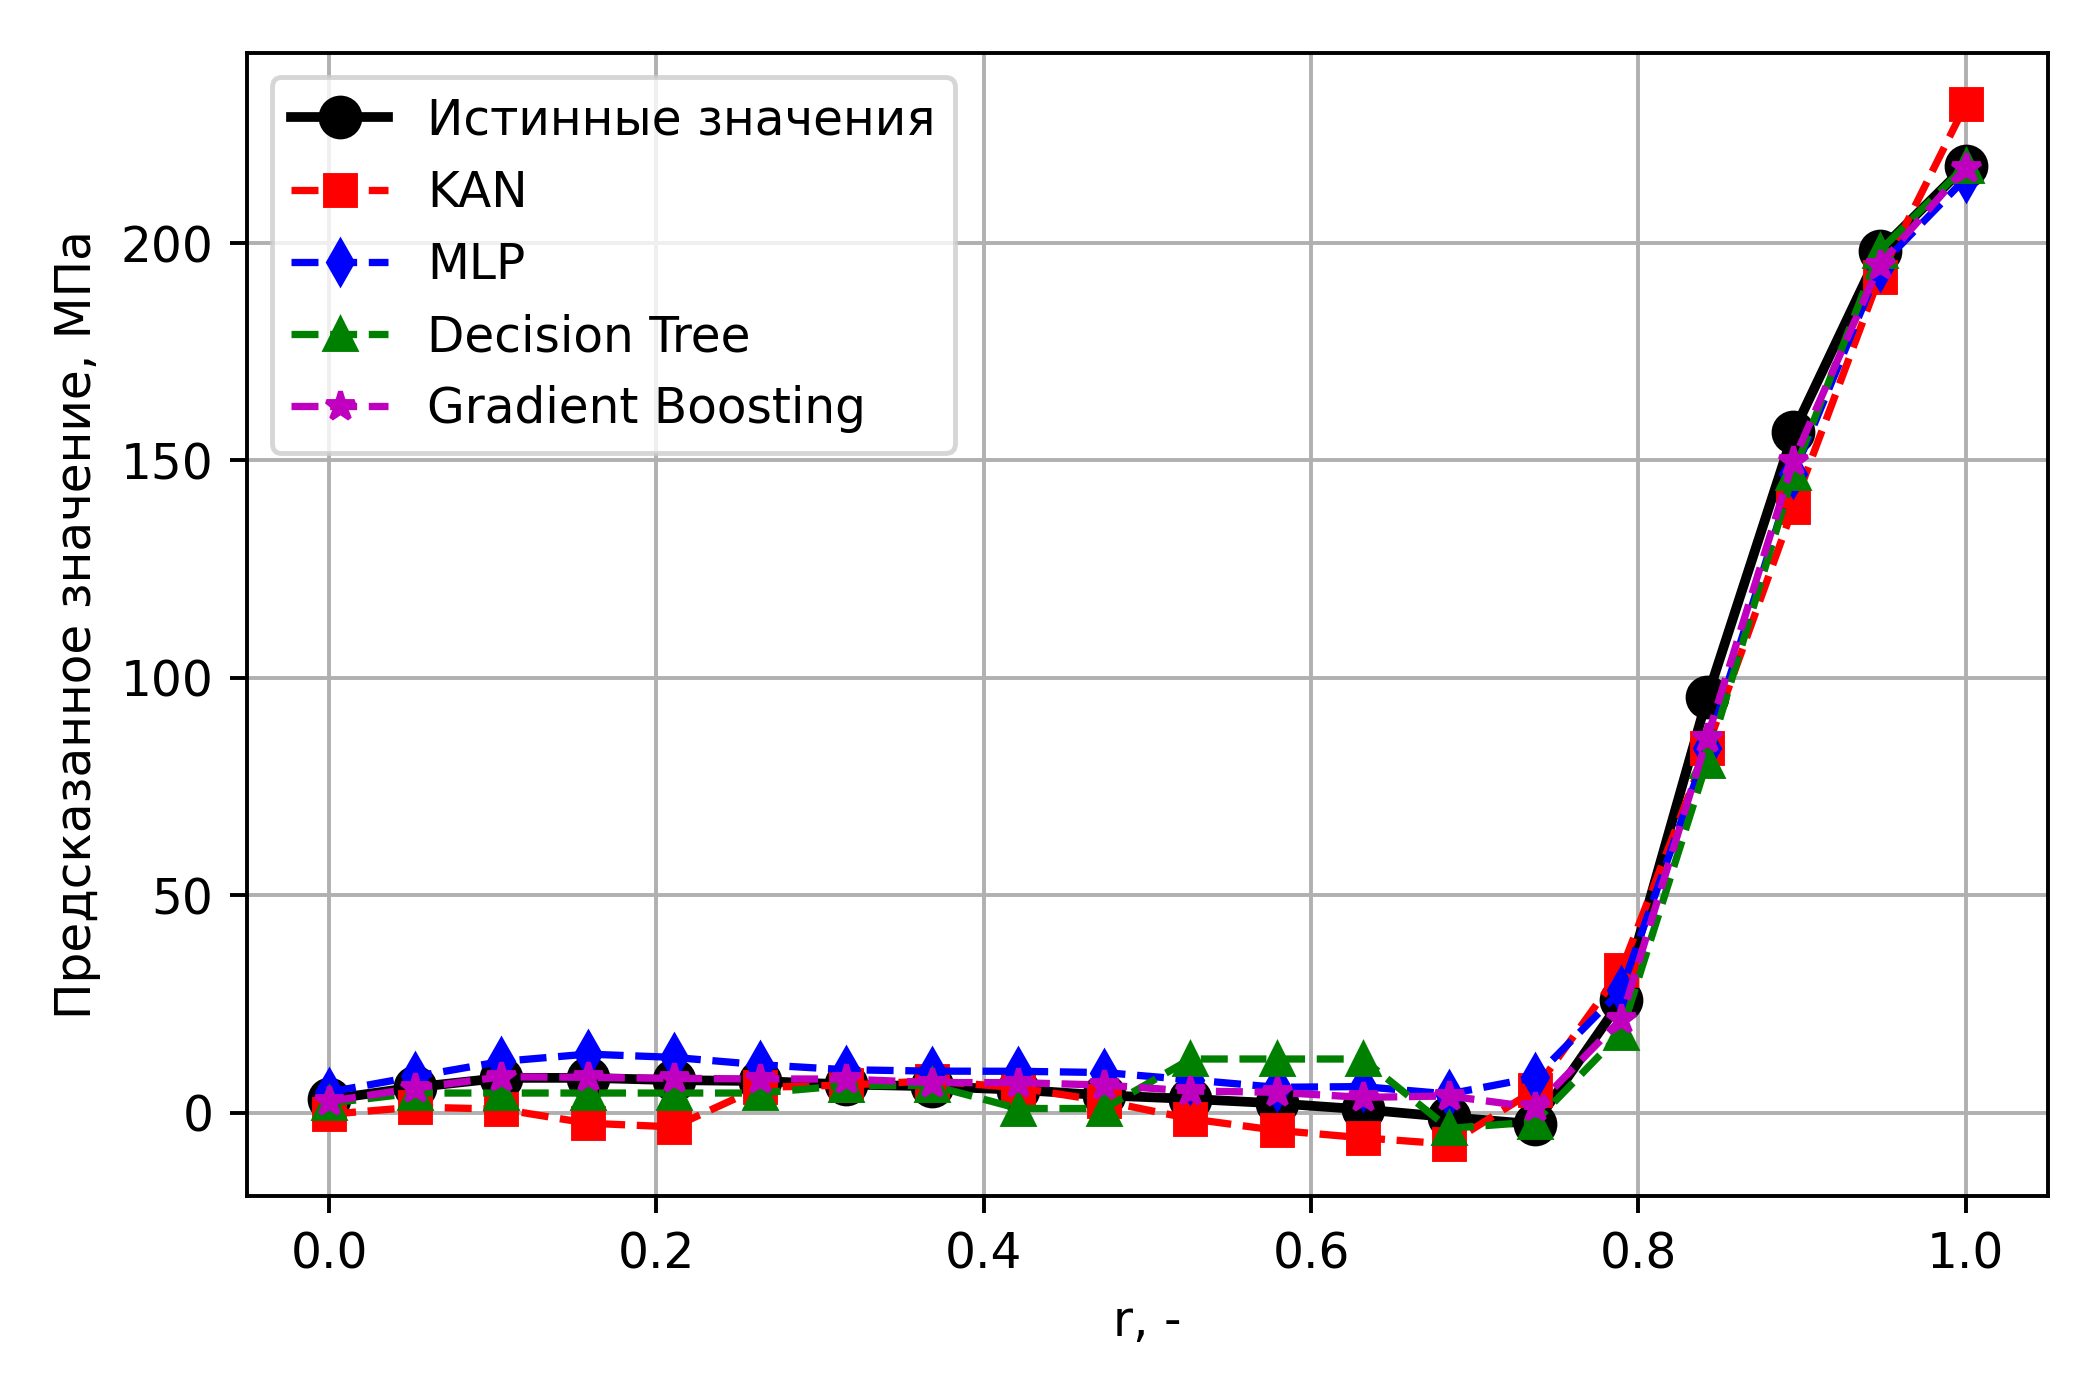 Истинные значения
KAN
MLP
Decision Tree
Gradient Boosting
Предсказанное значение, МПа
200
150
100
50
0
0.0 0.2 0.4 0.6 0.8 1.0
r, -